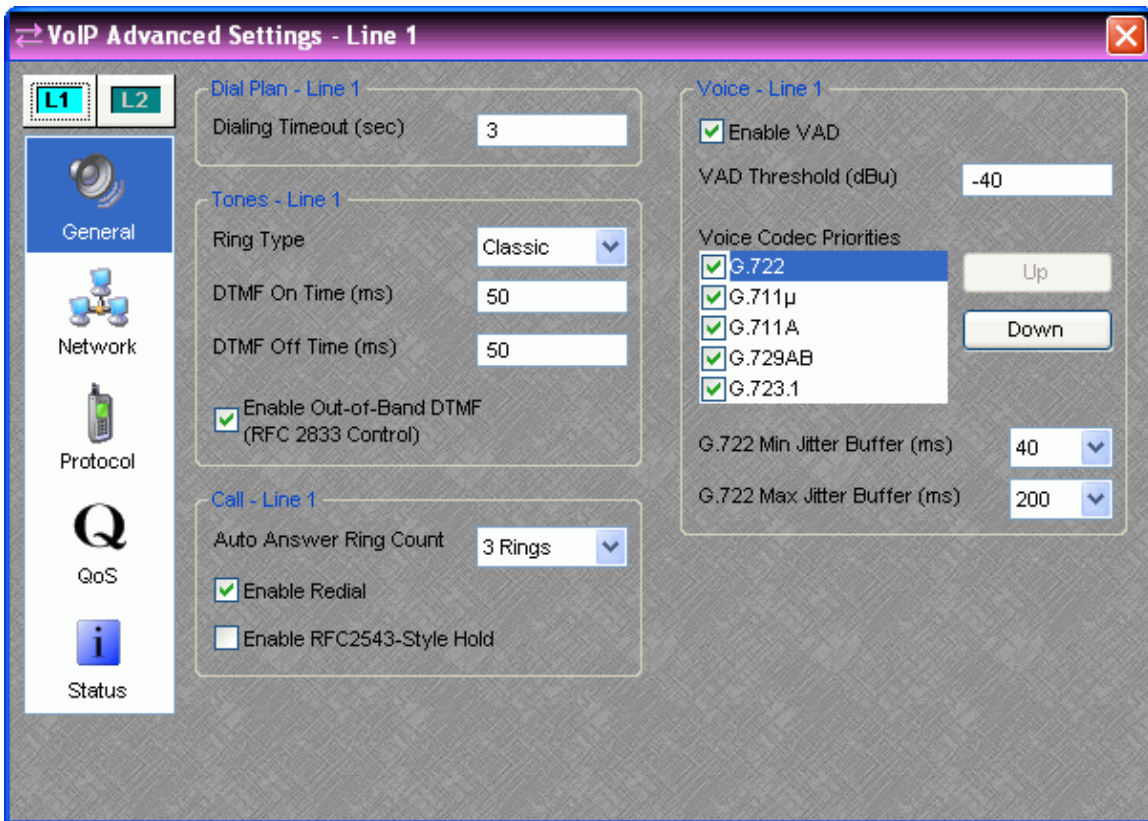 VoIP Advanced Settings - Line 1
L1 L2
General
Network
Protocol
Q
QoS
i
Status
Dial Plan - Line 1
Dialing Timeout (sec) 3
Tones - Line 1
Ring Type Classic
DTMF On Time (ms) 50
DTMF Off Time (ms) 50
Enable Out-of-Band DTMF
(RFC 2833 Control)
Call - Line 1
Auto Answer Ring Count 3 Rings
Enable Redial
Enable RFC2543-Style Hold
Voice - Line 1
Enable VAD
VAD Threshold (dBu) -40
Voice Codec Priorities
G.722
G.711µ
G.711A
G.729AB
G.723.1
Up
Down
G.722 Min Jitter Buffer (ms) 40
G.722 Max Jitter Buffer (ms) 200